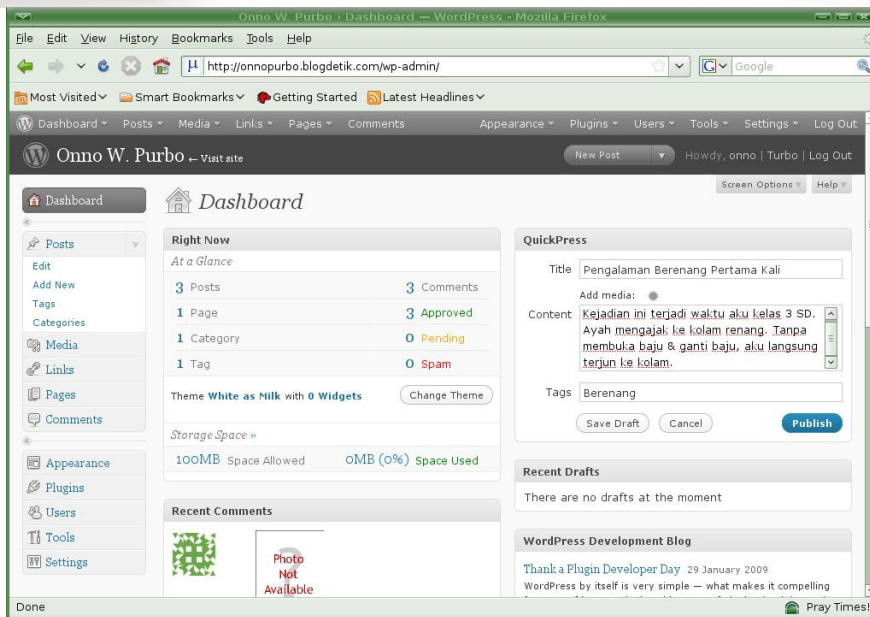 Onno W. Purbo › Dashboard — WordPress - Mozilla Firefox
File Edit View History Bookmarks Tools Help
http://onnopurbo.blogdetik.com/wp-admin/
Google
Most Visited Smart Bookmarks Getting Started Latest Headlines
Dashboard Posts Media Links Pages Comments Appearance Plugins Users Tools Settings Log Out
Onno W. Purbo ← Visit site New Post Howdy, onno | Turbo | Log Out
Screen Options Help
Dashboard
Posts
Edit
Add New
Tags
Categories
Media
Links
Pages
Comments
Appearance
Plugins
Users
Tools
Settings
Dashboard
Right Now
At a Glance
3 Posts 3 Comments
1 Page 3 Approved
1 Category 0 Pending
1 Tag 0 Spam
Theme White as Milk with 0 Widgets Change Theme
Storage Space »
100MB Space Allowed 0MB (0%) Space Used
Recent Comments
Photo
Not
Available
QuickPress
Title Pengalaman Berenang Pertama Kali
Add media:
Content Kejadian ini terjadi waktu aku kelas 3 SD.
Ayah mengajak ke kolam renang. Tanpa
membuka baju & ganti baju, aku langsung
terjun ke kolam.
Tags Berenang
Save Draft Cancel Publish
Recent Drafts
There are no drafts at the moment
WordPress Development Blog
Thank a Plugin Developer Day 29 January 2009
WordPress by itself is very simple — what makes it compelling
Done Pray Times!